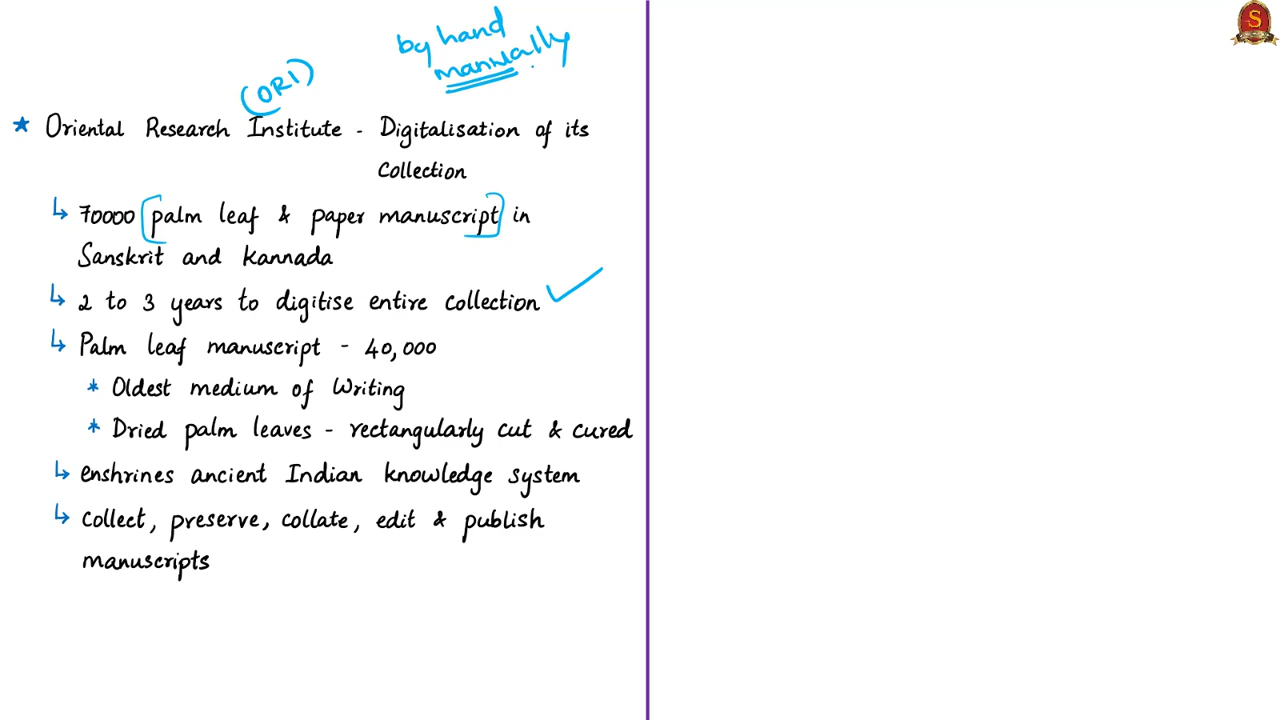 by hand
manually
(ORI)
* Oriental Research Institute - Digitalisation of its
Collection
↳ 70000 [palm leaf & paper manuscript] in
Sanskrit and Kannada
↳ 2 to 3 years to digitise entire collection ✓
↳ Palm leaf manuscript - 40,000
* Oldest medium of Writing
* Dried palm leaves - rectangularly cut & cured
↳ enshrines ancient Indian knowledge system
↳ Collect, preserve, collate, edit & publish
manuscripts
S